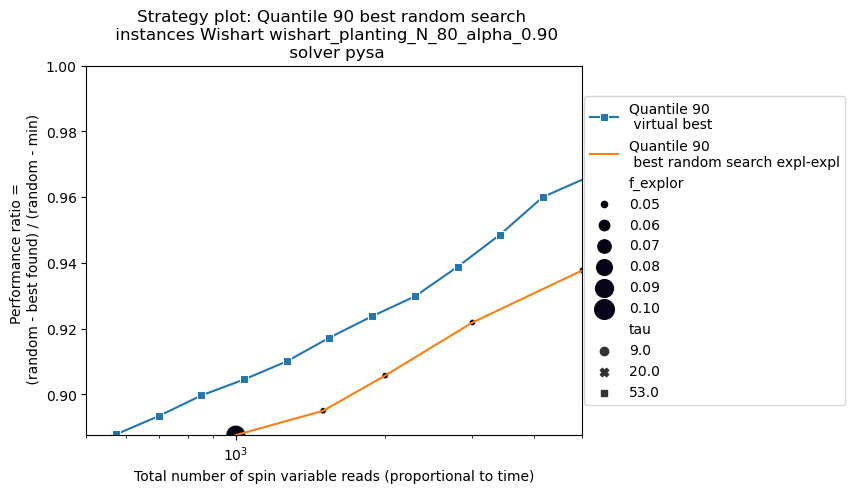 Strategy plot: Quantile 90 best random search
instances Wishart wishart_planting_N_80_alpha_0.90
solver pysa
Performance ratio =
(random - best found) / (random - min)
1.00
0.98
0.96
0.94
0.92
0.90
10^3
Total number of spin variable reads (proportional to time)
Quantile 90
virtual best
Quantile 90
best random search expl-expl
f_explor
0.05
0.06
0.07
0.08
0.09
0.10
tau
9.0
20.0
53.0